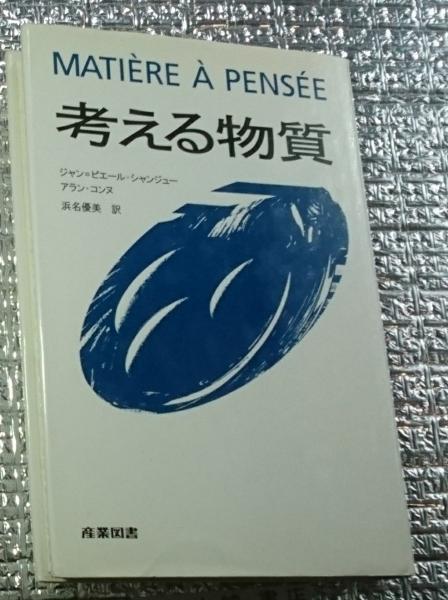 MATIÈRE À PENSÉE
考える物質
ジャン=ピエール・シャンジュー
アラン・コンヌ
浜名優美 訳
産業図書